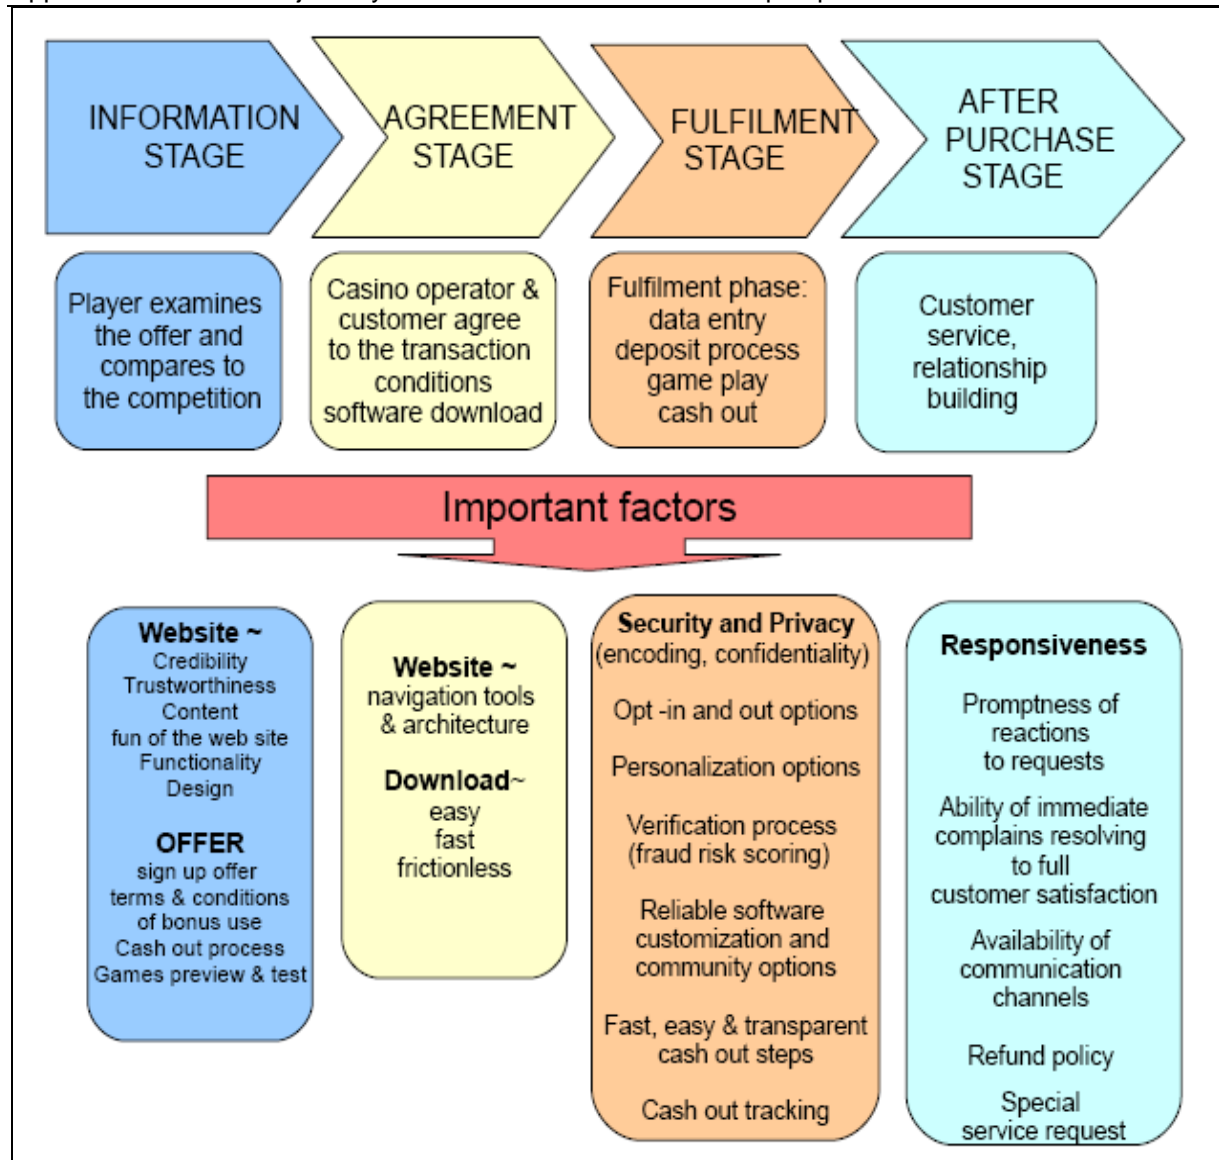 INFORMATION
STAGE
AGREEMENT
STAGE
FULFILMENT
STAGE
AFTER
PURCHASE
STAGE
Player examines
the offer and
compares to
the competition
Casino operator &
customer agree
to the transaction
conditions
software download
Fulfilment phase:
data entry
deposit process
game play
cash out
Customer
service,
relationship
building
Important factors
Website ~
Credibility
Trustworthiness
Content
fun of the web site
Functionality
Design
OFFER
sign up offer
terms & conditions
of bonus use
Cash out process
Games preview & test
Website ~
navigation tools
& architecture
Download~
easy
fast
frictionless
Security and Privacy
(encoding, confidentiality)
Opt -in and out options
Personalization options
Verification process
(fraud risk scoring)
Reliable software
customization and
community options
Fast, easy & transparent
cash out steps
Cash out tracking
Responsiveness
Promptness of
reactions
to requests
Ability of immediate
complains resolving
to full
customer satisfaction
Availability of
communication
channels
Refund policy
Special
service request